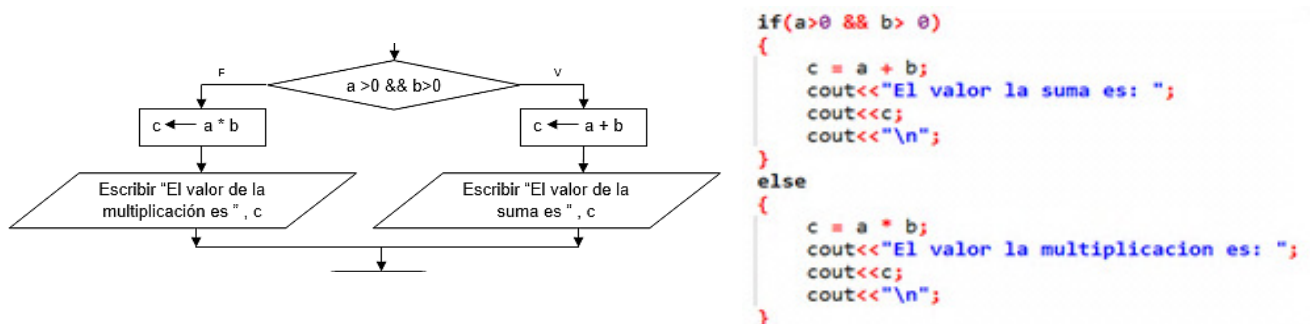 F
V
a >0 && b>0
c ← a * b
c ← a + b
Escribir “El valor de la
multiplicación es ” , c
Escribir “El valor de la
suma es ” , c
if(a>0 && b> 0)
{
c = a + b;
cout<<"El valor la suma es: ";
cout<<c;
cout<<"\n";
}
else
{
c = a * b;
cout<<"El valor la multiplicacion es: ";
cout<<c;
cout<<"\n";
}